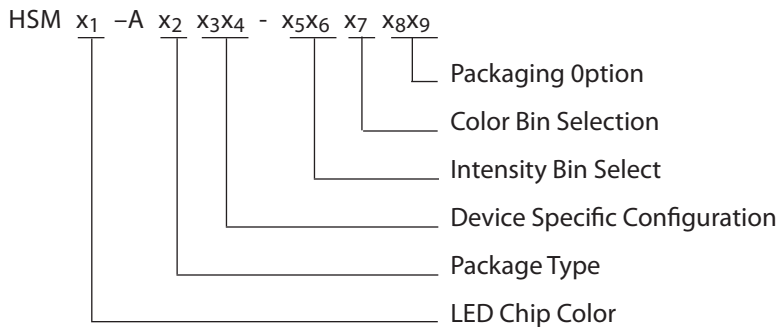 HSM x1 –A x2 x3x4 - x5x6 x7 x8x9
Packaging 0ption
Color Bin Selection
Intensity Bin Select
Device Specific Configuration
Package Type
LED Chip Color